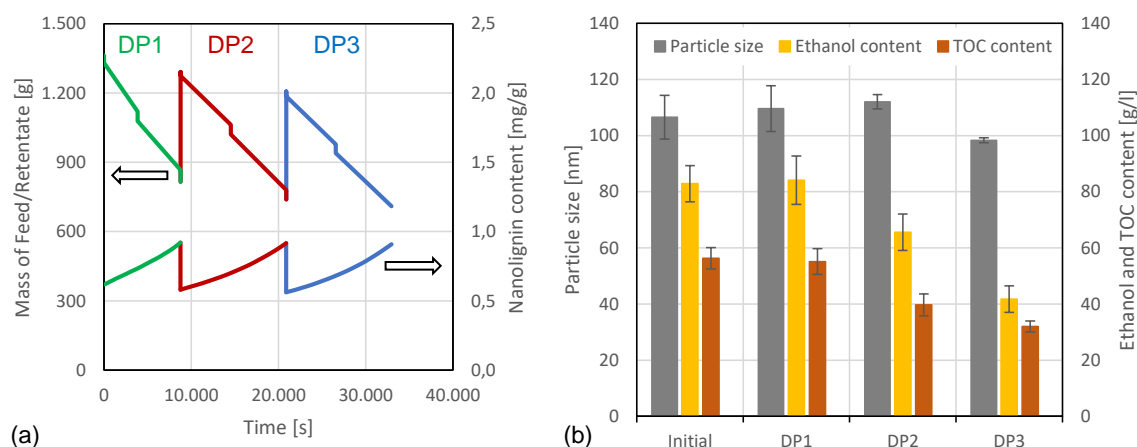 DP1 DP2 DP3
Mass of Feed/Retentate [g]
1.500
1.200
900
600
300
0
0 10.000 20.000 30.000 40.000
Time [s]
2,5
2,0
1,5
1,0
0,5
0,0
Nanolignin content [mg/g]
(a)
Particle size Ethanol content TOC content
Particle size [nm]
140
120
100
80
60
40
20
0
Initial DP1 DP2 DP3
140
120
100
80
60
40
20
0
Ethanol and TOC content [g/l]
(b)